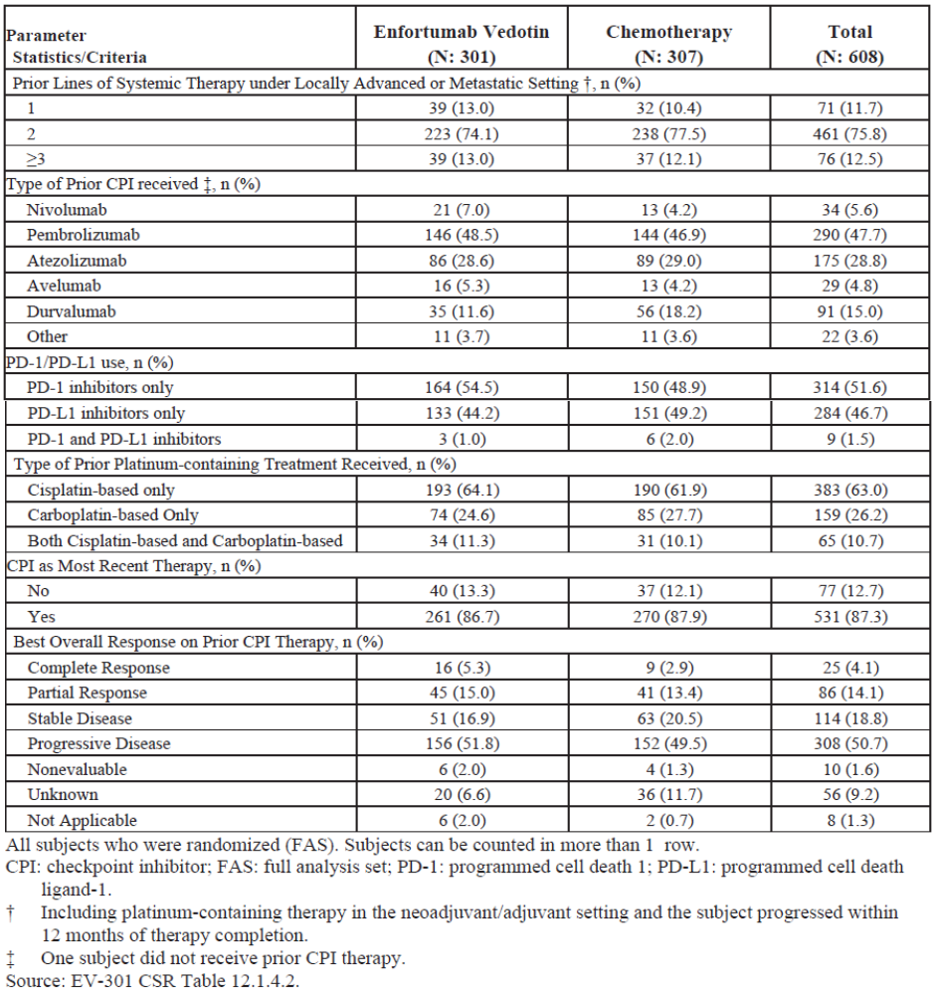 Parameter
Statistics/Criteria
Enfortumab Vedotin
(N: 301)
Chemotherapy
(N: 307)
Total
(N: 608)
Prior Lines of Systemic Therapy under Locally Advanced or Metastatic Setting †, n (%)
1 39 (13.0) 32 (10.4) 71 (11.7)
2 223 (74.1) 238 (77.5) 461 (75.8)
≥3 39 (13.0) 37 (12.1) 76 (12.5)
Type of Prior CPI received ‡, n (%)
Nivolumab 21 (7.0) 13 (4.2) 34 (5.6)
Pembrolizumab 146 (48.5) 144 (46.9) 290 (47.7)
Atezolizumab 86 (28.6) 89 (29.0) 175 (28.8)
Avelumab 16 (5.3) 13 (4.2) 29 (4.8)
Durvalumab 35 (11.6) 56 (18.2) 91 (15.0)
Other 11 (3.7) 11 (3.6) 22 (3.6)
PD-1/PD-L1 use, n (%)
PD-1 inhibitors only 164 (54.5) 150 (48.9) 314 (51.6)
PD-L1 inhibitors only 133 (44.2) 151 (49.2) 284 (46.7)
PD-1 and PD-L1 inhibitors 3 (1.0) 6 (2.0) 9 (1.5)
Type of Prior Platinum-containing Treatment Received, n (%)
Cisplatin-based only 193 (64.1) 190 (61.9) 383 (63.0)
Carboplatin-based Only 74 (24.6) 85 (27.7) 159 (26.2)
Both Cisplatin-based and Carboplatin-based 34 (11.3) 31 (10.1) 65 (10.7)
CPI as Most Recent Therapy, n (%)
No 40 (13.3) 37 (12.1) 77 (12.7)
Yes 261 (86.7) 270 (87.9) 531 (87.3)
Best Overall Response on Prior CPI Therapy, n (%)
Complete Response 16 (5.3) 9 (2.9) 25 (4.1)
Partial Response 45 (15.0) 41 (13.4) 86 (14.1)
Stable Disease 51 (16.9) 63 (20.5) 114 (18.8)
Progressive Disease 156 (51.8) 152 (49.5) 308 (50.7)
Nonevaluable 6 (2.0) 4 (1.3) 10 (1.6)
Unknown 20 (6.6) 36 (11.7) 56 (9.2)
Not Applicable 6 (2.0) 2 (0.7) 8 (1.3)
All subjects who were randomized (FAS). Subjects can be counted in more than 1 row.
CPI: checkpoint inhibitor; FAS: full analysis set; PD-1: programmed cell death 1; PD-L1: programmed cell death
ligand-1.
† Including platinum-containing therapy in the neoadjuvant/adjuvant setting and the subject progressed within
12 months of therapy completion.
‡ One subject did not receive prior CPI therapy.
Source: EV-301 CSR Table 12.1.4.2.